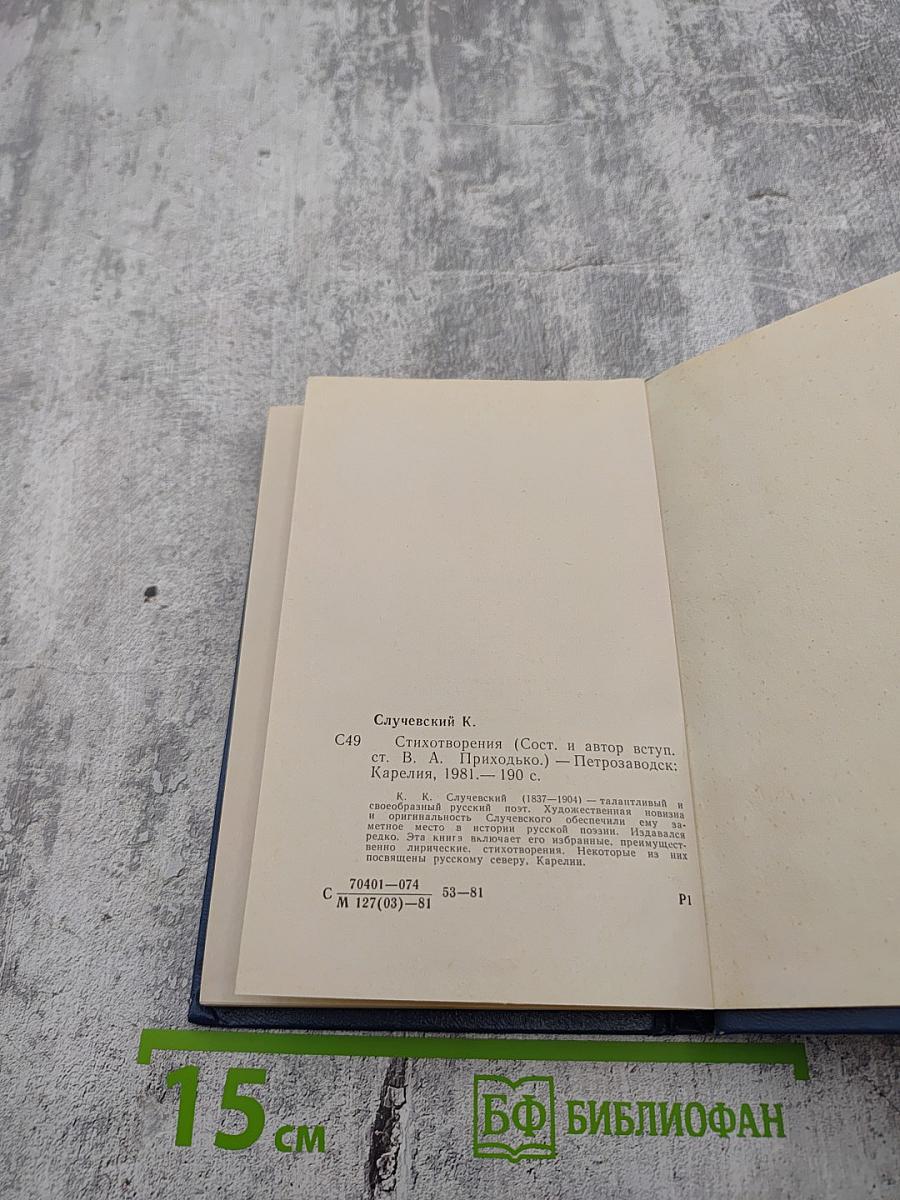 Случевский К.
С49 Стихотворения (Сост. и автор вступ.
ст. В. А. Приходько.) — Петрозаводск:
Карелия, 1981.— 190 с.
К. К. Случевский (1837—1904) — талантливый и
своеобразный русский поэт. Художественная новизна
и оригинальность Случевского обеспечили ему за-
метное место в истории русской поэзии. Издавался
редко. Эта книга включает его избранные, преимущест-
венно лирические, стихотворения. Некоторые из них
посвящены русскому северу, Карелии.
С 70401—074 53—81
М 127(03)—81
Р1
15 см
БФ БИБЛИОФАН